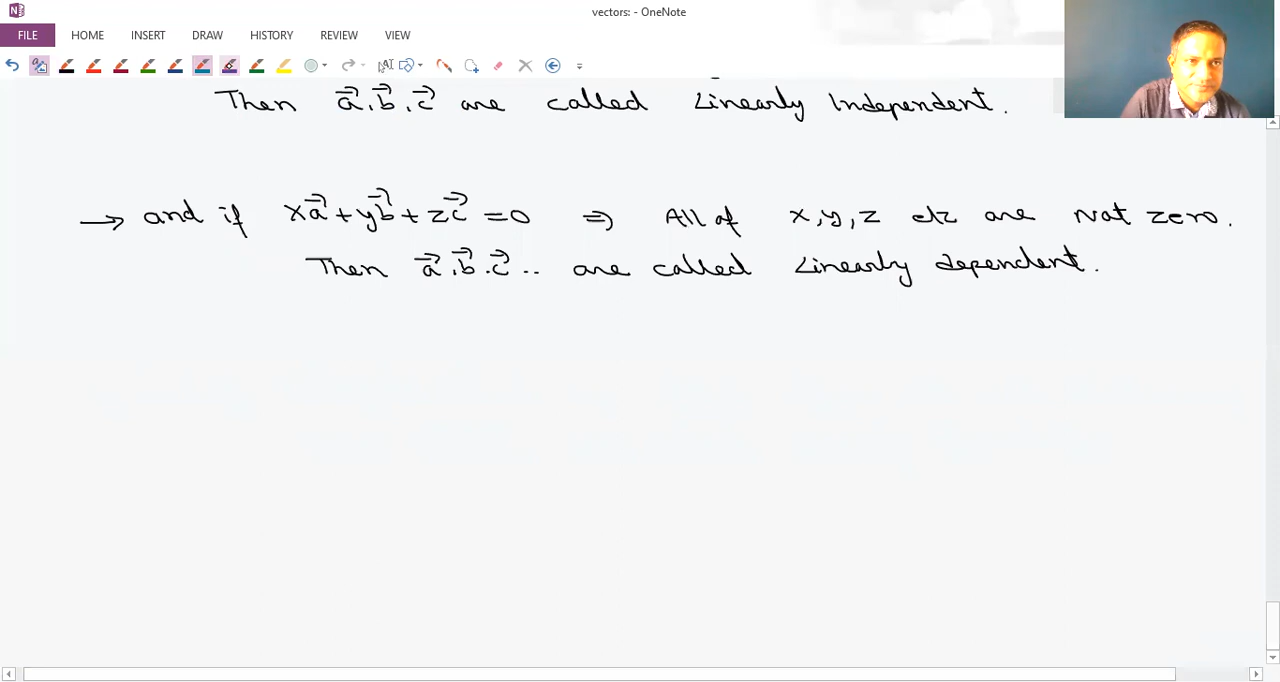 vectors: - OneNote
FILE HOME INSERT DRAW HISTORY REVIEW VIEW
Then a⃗, b⃗, c⃗ are called Linearly Independent.
→ and if xa⃗ + yb⃗ + zc⃗ = 0 ⇒ All of x, y, z etc are not zero.
Then a⃗, b⃗, c⃗ .. are called Linearly dependent.